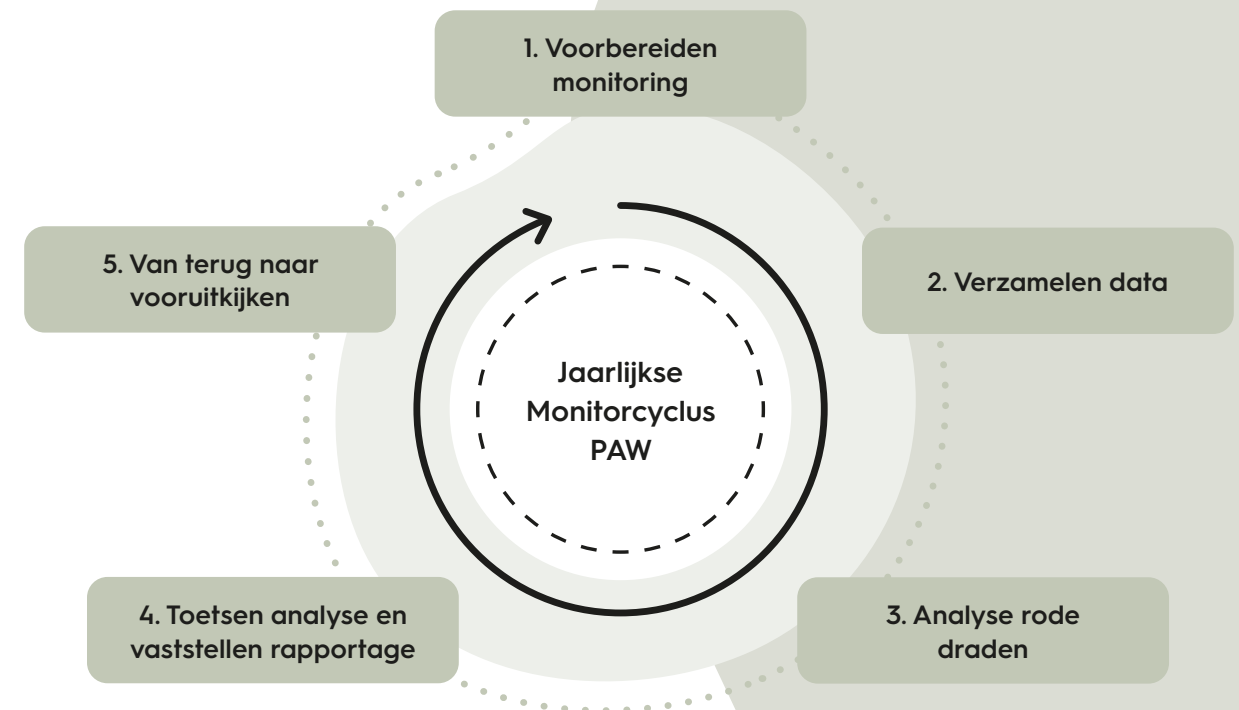 1. Voorbereiden
monitoring
2. Verzamelen data
3. Analyse rode
draden
4. Toetsen analyse en
vaststellen rapportage
5. Van terug naar
vooruitkijken
Jaarlijkse
Monitorcyclus
PAW